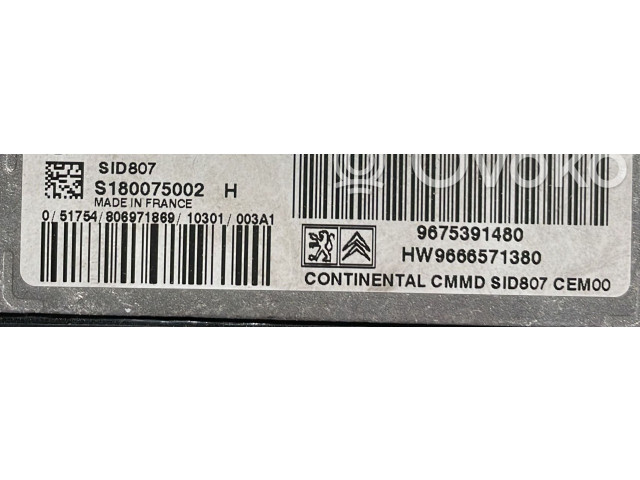 SID807
S180075002 H
MADE IN FRANCE
0/51754/806971869/10301/003A1
9675391480
HW9666571380
CONTINENTAL CMMD SID807 CEM00
Ovoko